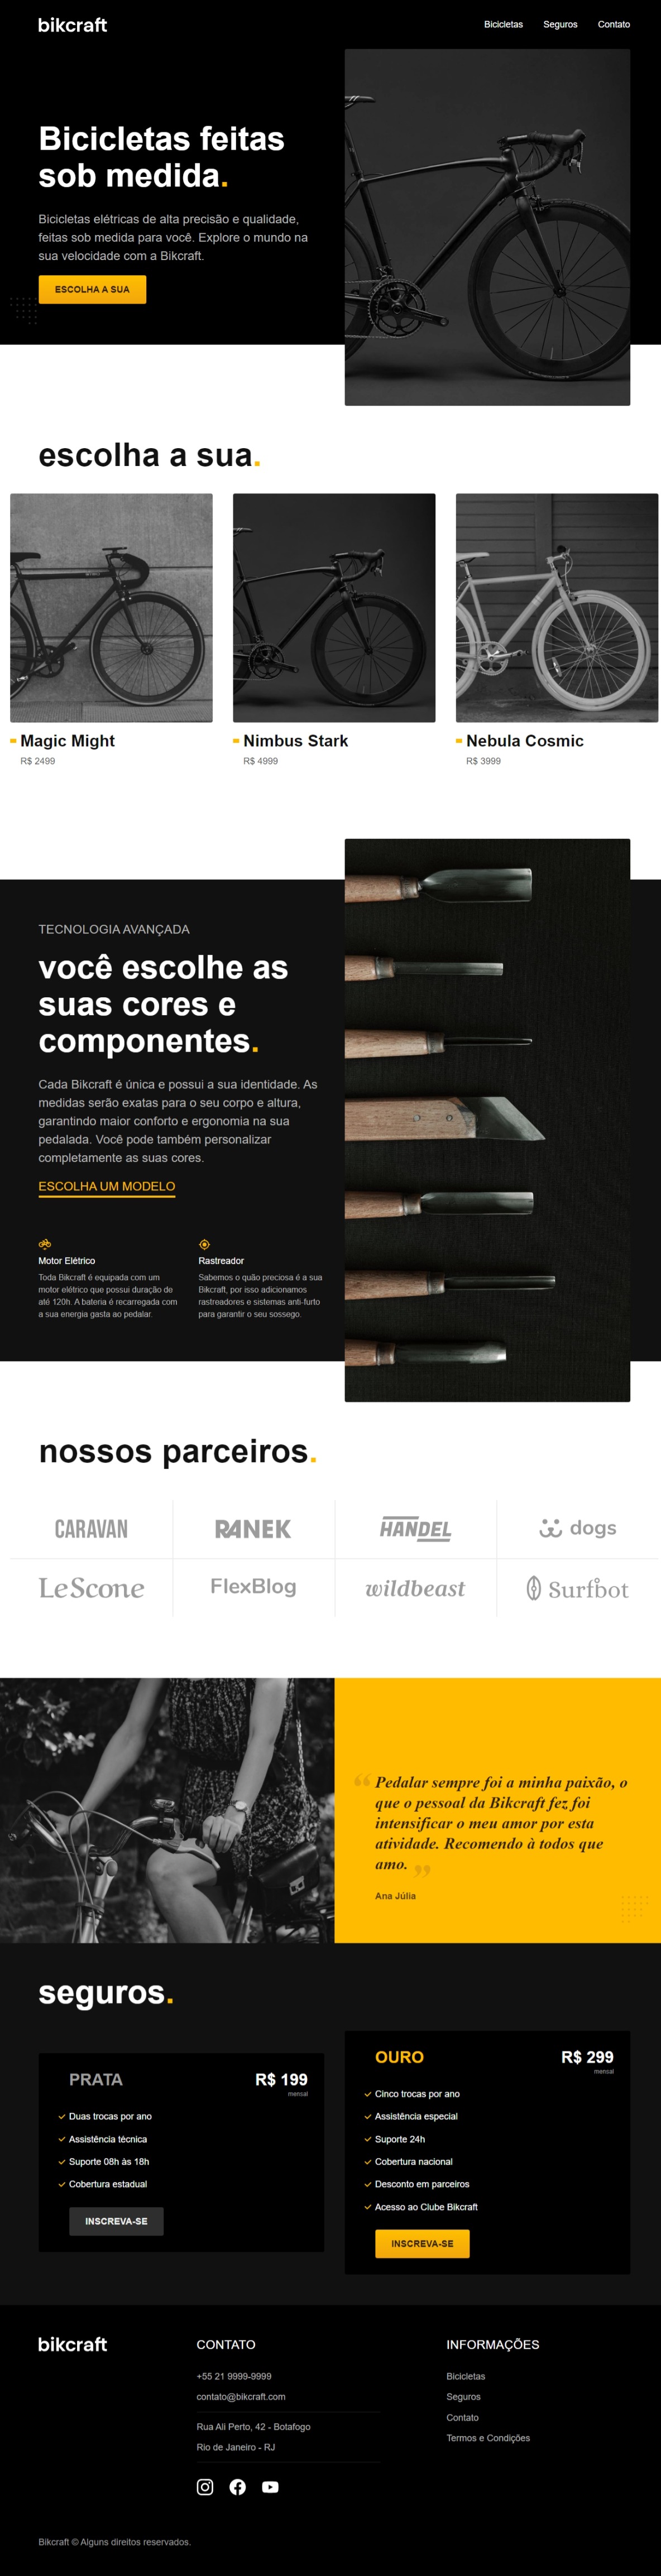 bikcraft
Bicicletas
Seguros
Contato
Bicicletas feitas
sob medida.
Bicicletas elétricas de alta precisão e qualidade,
feitas sob medida para você. Explore o mundo na
sua velocidade com a Bikcraft.
ESCOLHA A SUA
escolha a sua.
Magic Might
R$ 2499
Nimbus Stark
R$ 4999
Nebula Cosmic
R$ 3999
TECNOLOGIA AVANÇADA
você escolhe as
suas cores e
componentes.
Cada Bikcraft é única e possui a sua identidade. As
medidas serão exatas para o seu corpo e altura,
garantindo maior conforto e ergonomia na sua
pedalada. Você pode também personalizar
completamente as suas cores.
ESCOLHA UM MODELO
Motor Elétrico
Toda Bikcraft é equipada com um
motor elétrico que possui duração de
até 120h. A bateria é recarregada com
a sua energia gasta ao pedalar.
Rastreador
Sabemos o quão preciosa é a sua
Bikcraft, por isso adicionamos
rastreadores e sistemas anti-furto
para garantir o seu sossego.
nossos parceiros.
CARAVAN
RANEK
HANDEL
dogs
LeScone
FlexBlog
wildbeast
Surfbot
“ Pedalar sempre foi a minha paixão, o
que o pessoal da Bikcraft fez foi
intensificar o meu amor por esta
atividade. Recomendo à todos que
amo. ”
Ana Júlia
seguros.
PRATA
R$ 199
mensal
Duas trocas por ano
Assistência técnica
Suporte 08h às 18h
Cobertura estadual
INSCREVA-SE
OURO
R$ 299
mensal
Cinco trocas por ano
Assistência especial
Suporte 24h
Cobertura nacional
Desconto em parceiros
Acesso ao Clube Bikcraft
INSCREVA-SE
bikcraft
CONTATO
+55 21 9999-9999
contato@bikcraft.com
Rua Ali Perto, 42 - Botafogo
Rio de Janeiro - RJ
INFORMAÇÕES
Bicicletas
Seguros
Contato
Termos e Condições
Bikcraft © Alguns direitos reservados.